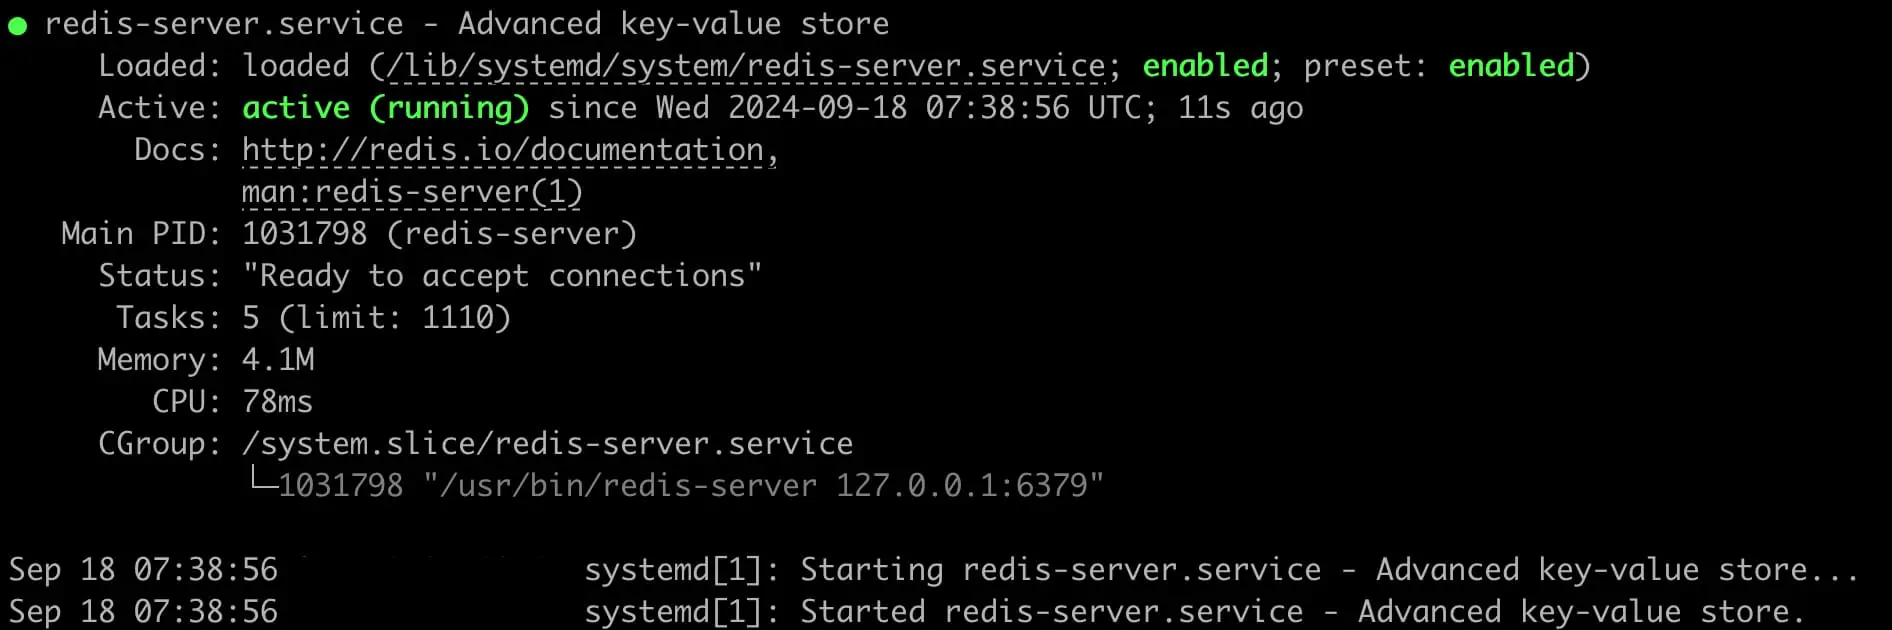 ● redis-server.service - Advanced key-value store
Loaded: loaded (/lib/systemd/system/redis-server.service; enabled; preset: enabled)
Active: active (running) since Wed 2024-09-18 07:38:56 UTC; 11s ago
Docs: http://redis.io/documentation,
man:redis-server(1)
Main PID: 1031798 (redis-server)
Status: "Ready to accept connections"
Tasks: 5 (limit: 1110)
Memory: 4.1M
CPU: 78ms
CGroup: /system.slice/redis-server.service
└─1031798 "/usr/bin/redis-server 127.0.0.1:6379"
Sep 18 07:38:56 systemd[1]: Starting redis-server.service - Advanced key-value store...
Sep 18 07:38:56 systemd[1]: Started redis-server.service - Advanced key-value store.